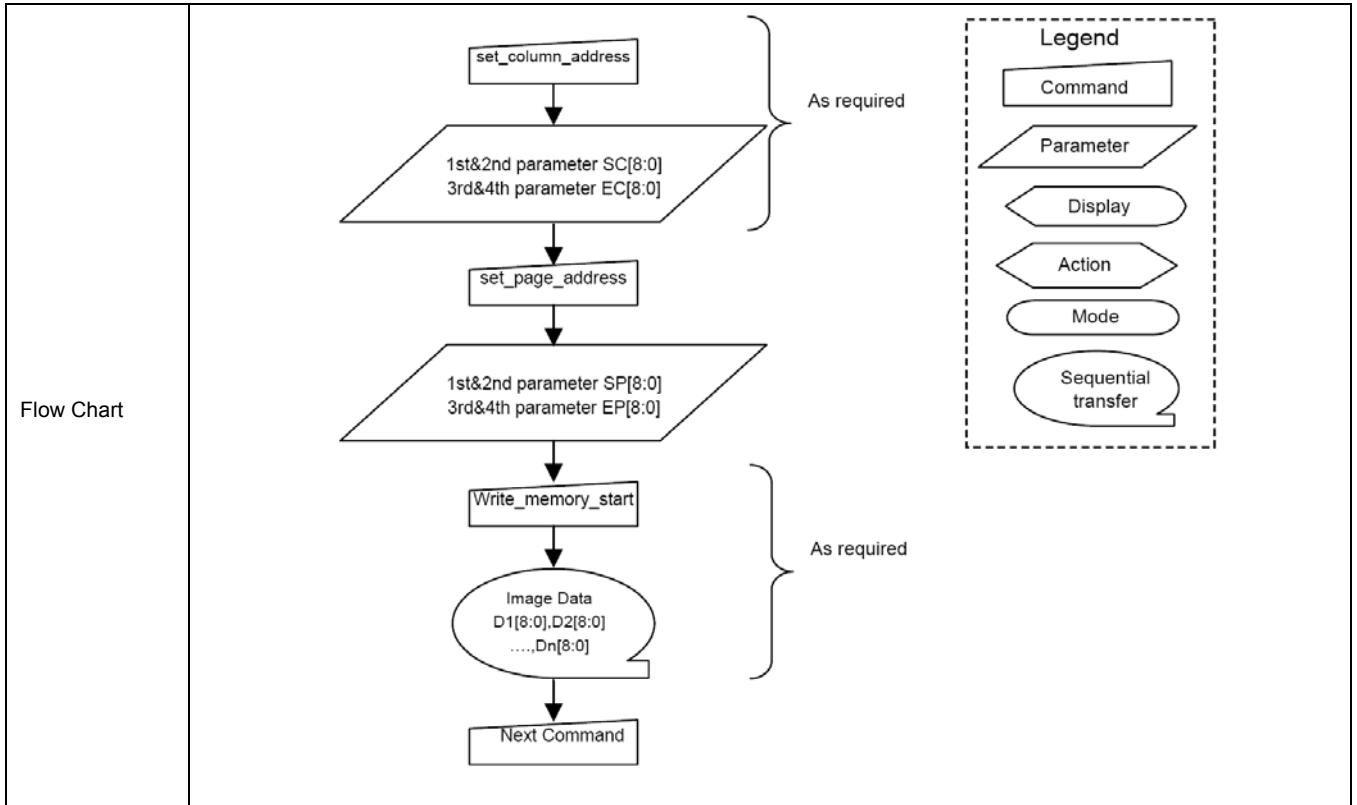 Flow Chart
set_column_address
1st&2nd parameter SC[8:0]
3rd&4th parameter EC[8:0]
As required
set_page_address
1st&2nd parameter SP[8:0]
3rd&4th parameter EP[8:0]
Write_memory_start
Image Data
D1[8:0],D2[8:0]
....,Dn[8:0]
As required
Next Command
Legend
Command
Parameter
Display
Action
Mode
Sequential
transfer